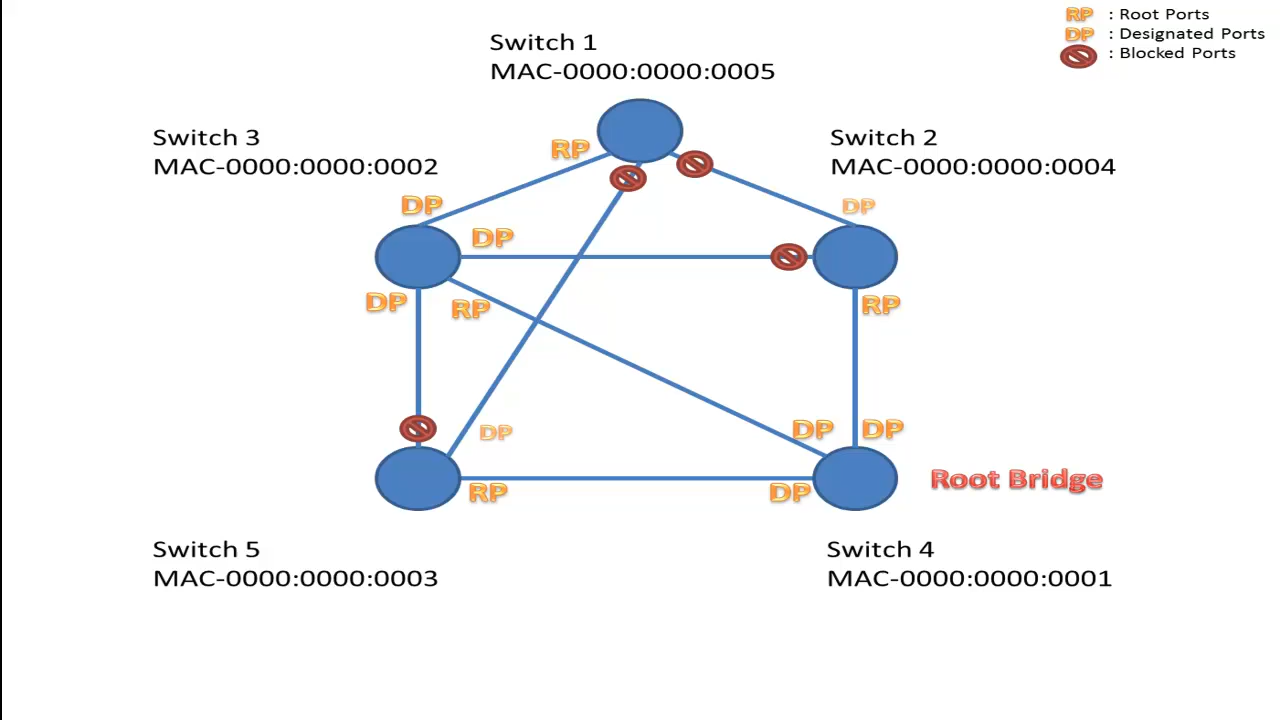 RP : Root Ports
DP : Designated Ports
: Blocked Ports
Switch 1
MAC-0000:0000:0005
Switch 3
MAC-0000:0000:0002
Switch 2
MAC-0000:0000:0004
RP
DP
DP
DP
DP
RP
RP
DP
DP
DP
RP
DP
Root Bridge
Switch 5
MAC-0000:0000:0003
Switch 4
MAC-0000:0000:0001